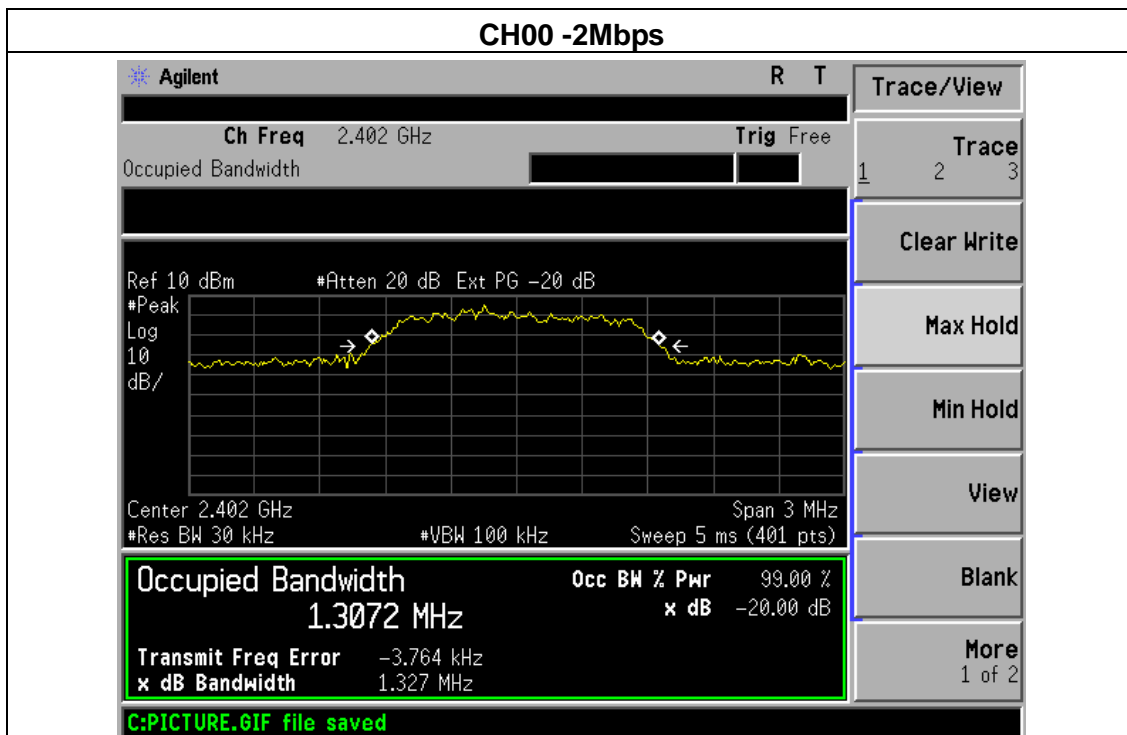 CH00 -2Mbps
Agilent R T
Trace/View
Ch Freq 2.402 GHz Trig Free
Occupied Bandwidth
Trace
1 2 3
Clear Write
Ref 10 dBm #Atten 20 dB Ext PG −20 dB
#Peak
Log
10
dB/
Max Hold
Min Hold
View
Center 2.402 GHz Span 3 MHz
#Res BW 30 kHz #VBW 100 kHz Sweep 5 ms (401 pts)
Occupied Bandwidth Occ BW % Pwr 99.00 %
1.3072 MHz x dB −20.00 dB
Blank
Transmit Freq Error −3.764 kHz
x dB Bandwidth 1.327 MHz
More
1 of 2
C:PICTURE.GIF file saved